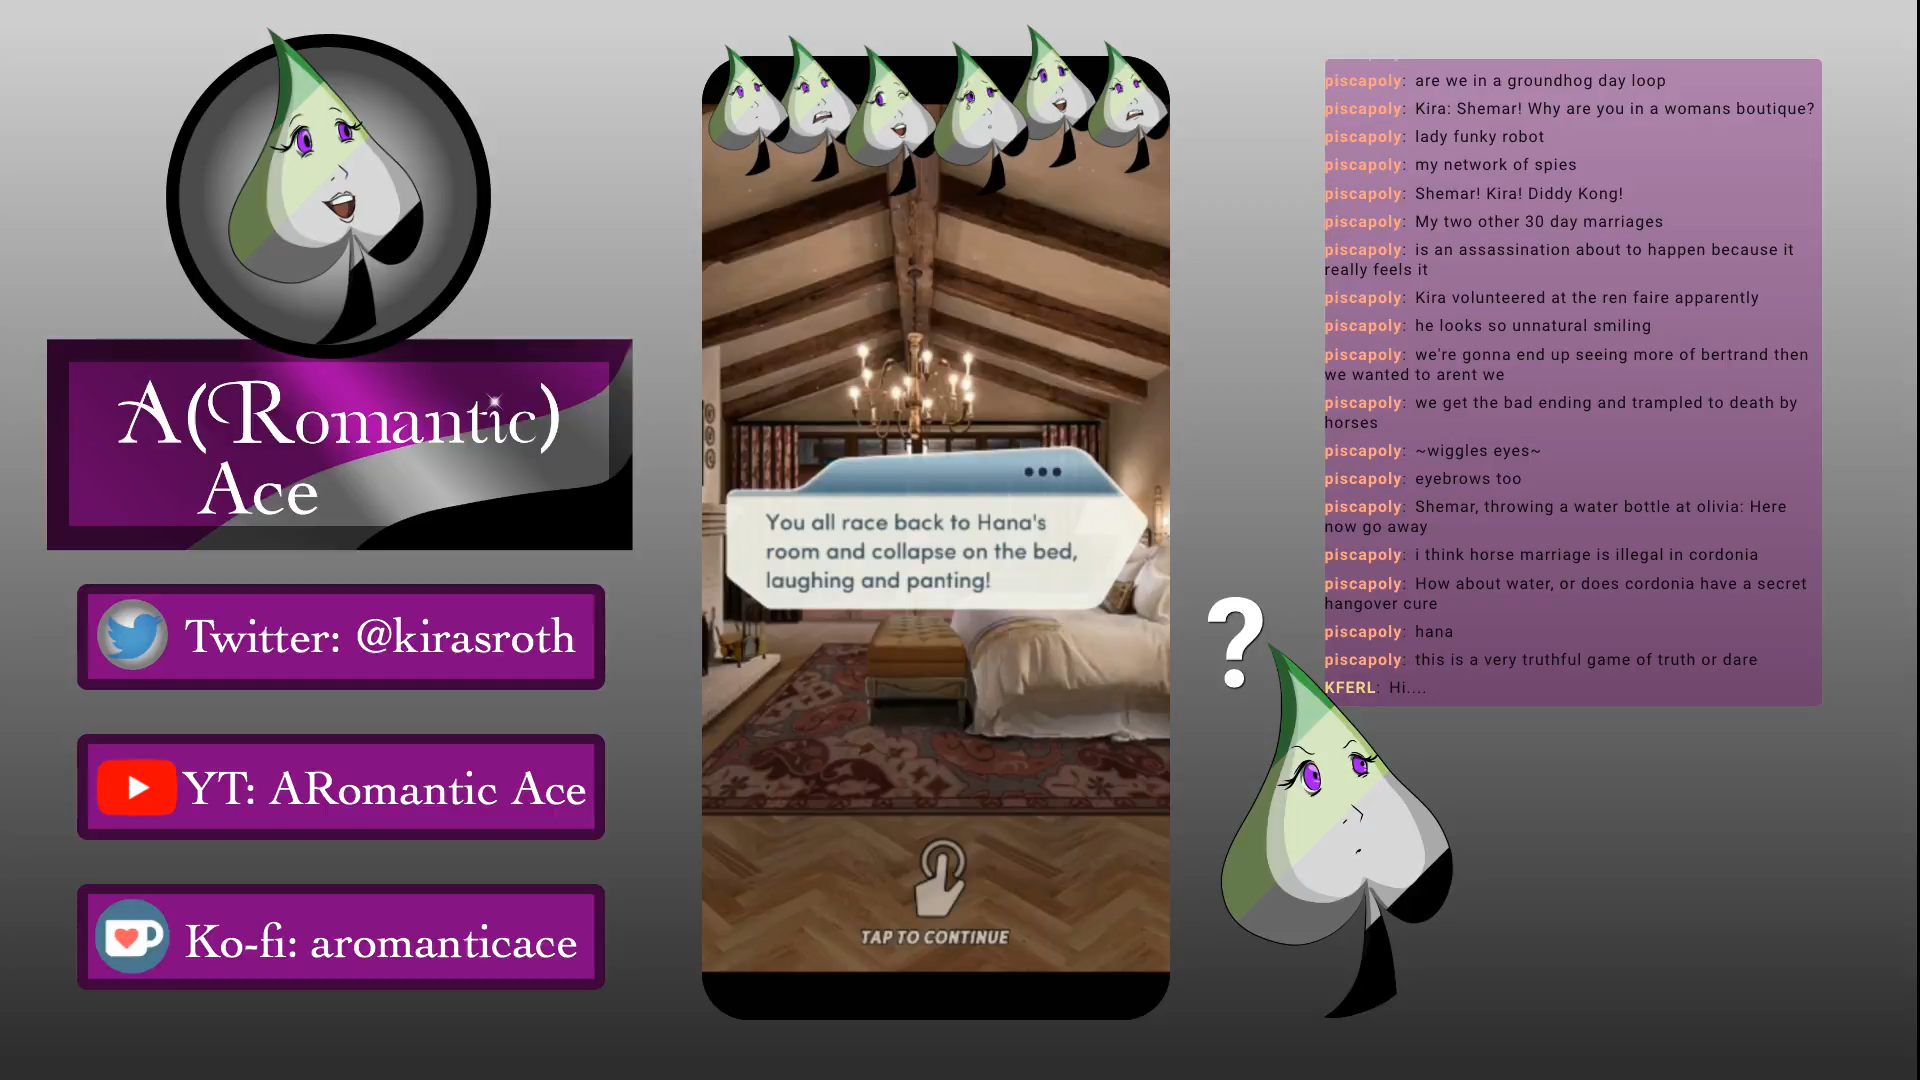 A(Romantic)
Ace
Twitter: @kirasroth
YT: ARomantic Ace
Ko-fi: aromanticace
You all race back to Hana's
room and collapse on the bed,
laughing and panting!
TAP TO CONTINUE
?
piscapoly: are we in a groundhog day loop
piscapoly: Kira: Shemar! Why are you in a womans boutique?
piscapoly: lady funky robot
piscapoly: my network of spies
piscapoly: Shemar! Kira! Diddy Kong!
piscapoly: My two other 30 day marriages
piscapoly: is an assassination about to happen because it
really feels it
piscapoly: Kira volunteered at the ren faire apparently
piscapoly: he looks so unnatural smiling
piscapoly: we're gonna end up seeing more of bertrand then
we wanted to arent we
piscapoly: we get the bad ending and trampled to death by
horses
piscapoly: ~wiggles eyes~
piscapoly: eyebrows too
piscapoly: Shemar, throwing a water bottle at olivia: Here
now go away
piscapoly: i think horse marriage is illegal in cordonia
piscapoly: How about water, or does cordonia have a secret
hangover cure
piscapoly: hana
piscapoly: this is a very truthful game of truth or dare
KFERL: Hi....